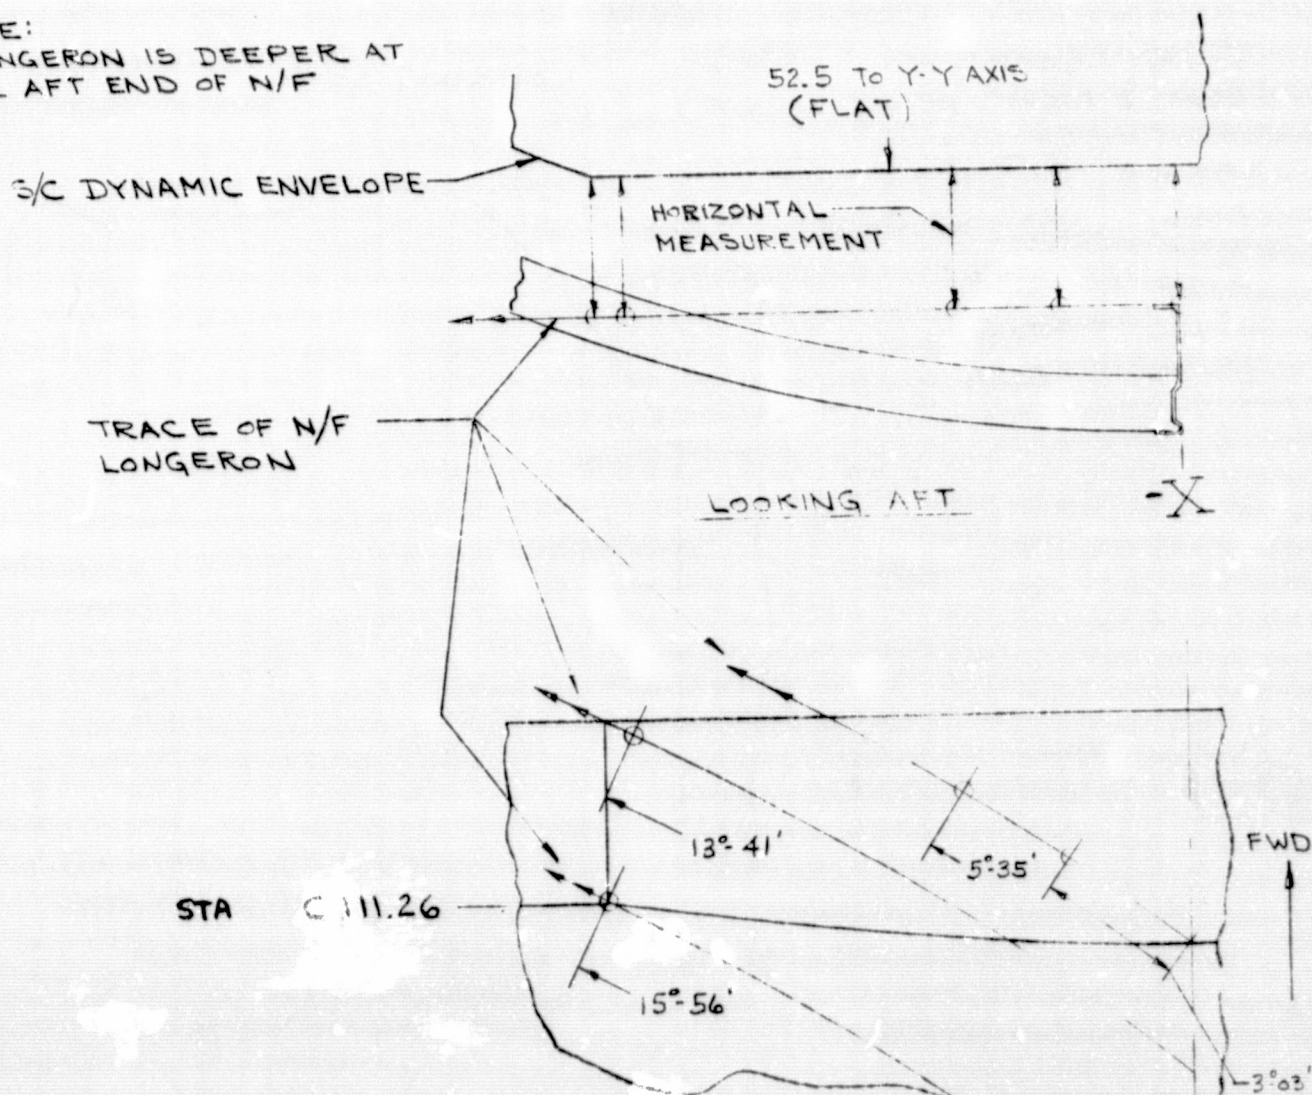 E:
NGERON IS DEEPER AT
AFT END OF N/F
52.5 TO Y-Y AXIS
(FLAT)
S/C DYNAMIC ENVELOPE
HORIZONTAL
MEASUREMENT
TRACE OF N/F
LONGERON
LOOKING AFT
-X
13°-41'
5°-35'
FWD
STA C 111.26
15°-56'
3°03'